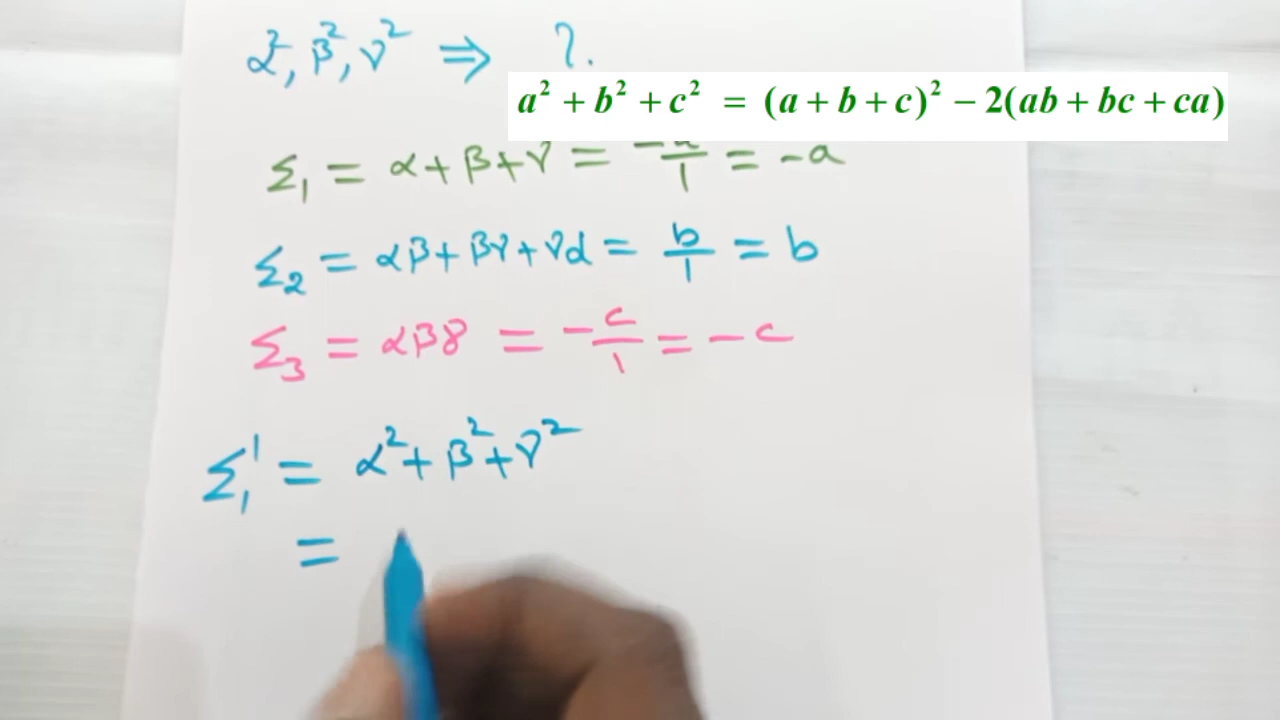 α², β², γ² ⇒ ?.
a² + b² + c² = (a + b + c)² − 2(ab + bc + ca)
Σ₁ = α + β + γ = −a/1 = −a
Σ₂ = αβ + βγ + γα = b/1 = b
Σ₃ = αβγ = −c/1 = −c
Σ₁¹ = α² + β² + γ²
=